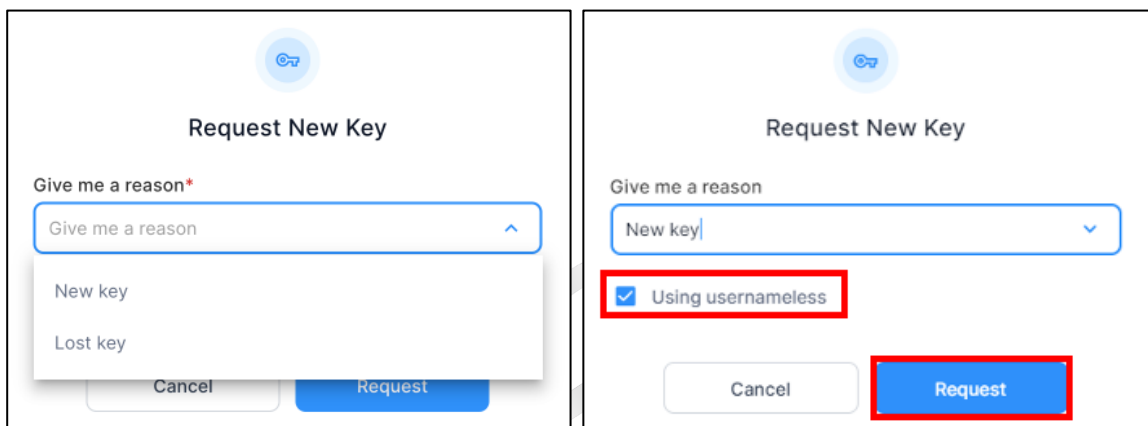 Request New Key
Give me a reason*
Give me a reason
New key
Lost key
Cancel
Request
Request New Key
Give me a reason
New key
Using usernameless
Cancel
Request